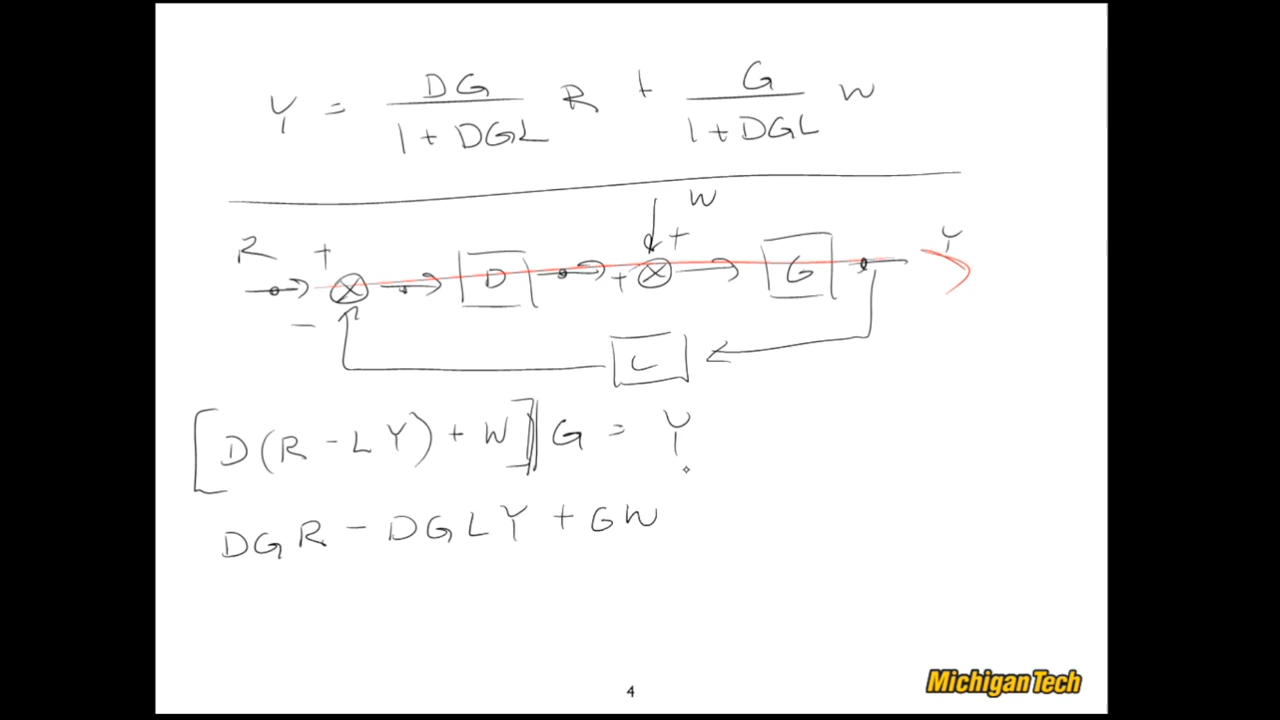 Y = DG / 1 + DGL R + G / 1 + DGL W
W
R + + Y
D + G
−
L
[D(R - LY) + W] G = Y
DGR - DGLY + GW
4
Michigan Tech